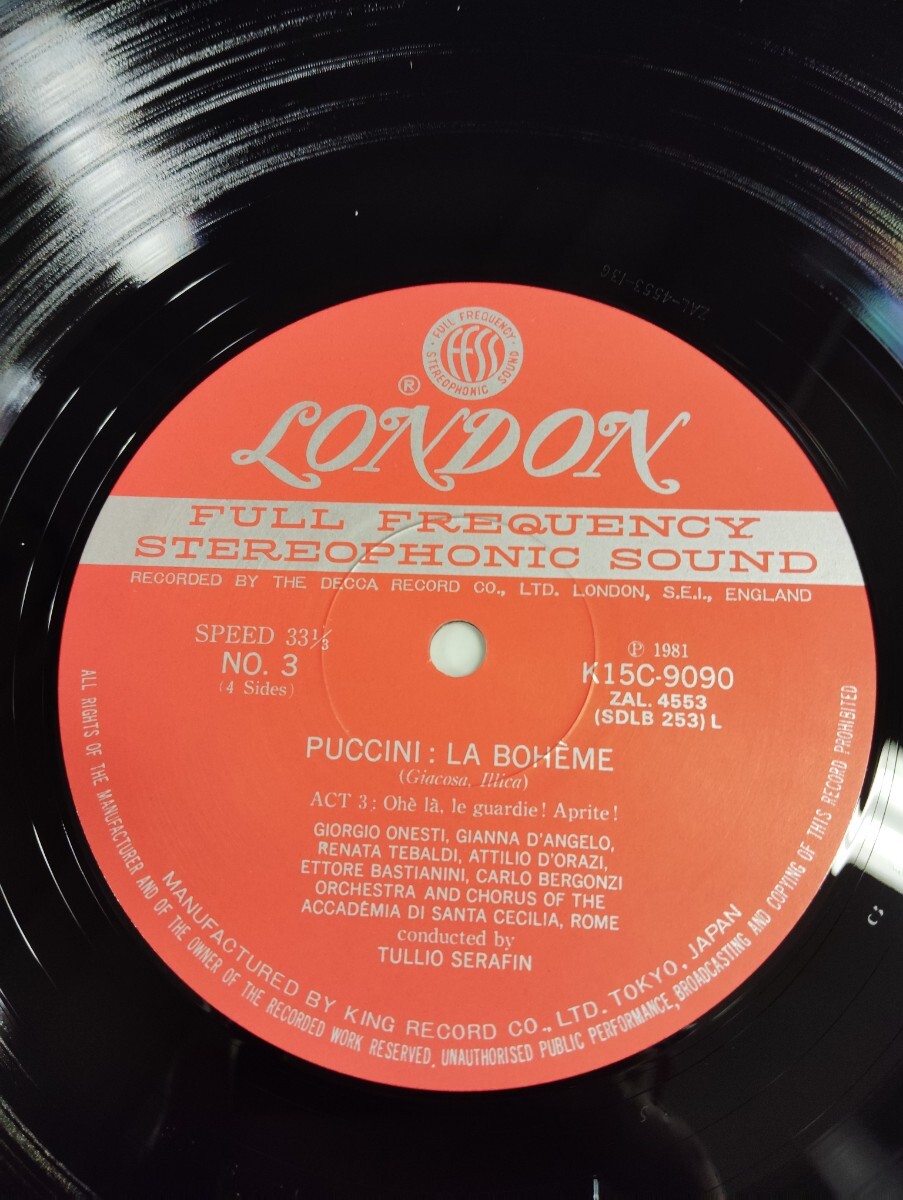 ZAL-4553-13G
FULL FREQUENCY
FFSS
STEREOPHONIC SOUND
®
LONDON
FULL FREQUENCY
STEREOPHONIC SOUND
RECORDED BY THE DECCA RECORD CO., LTD. LONDON, S.E.I., ENGLAND
SPEED 33⅓
NO. 3
(4 Sides)
℗ 1981
K15C-9090
ZAL. 4553
(SDLB 253) L
PUCCINI : LA BOHÈME
(Giacosa, Illica)
ACT 3 : Ohè là, le guardie! Aprite!
GIORGIO ONESTI, GIANNA D'ANGELO,
RENATA TEBALDI, ATTILIO D'ORAZI,
ETTORE BASTIANINI, CARLO BERGONZI
ORCHESTRA AND CHORUS OF THE
ACCADÉMIA DI SANTA CECILIA, ROME
conducted by
TULLIO SERAFIN
MANUFACTURED BY KING RECORD CO., LTD. TOKYO. JAPAN
ALL RIGHTS OF THE MANUFACTURER AND OF THE OWNER OF THE RECORDED WORK RESERVED. UNAUTHORISED PUBLIC PERFORMANCE, BROADCASTING AND COPYING OF THIS RECORD PROHIBITED